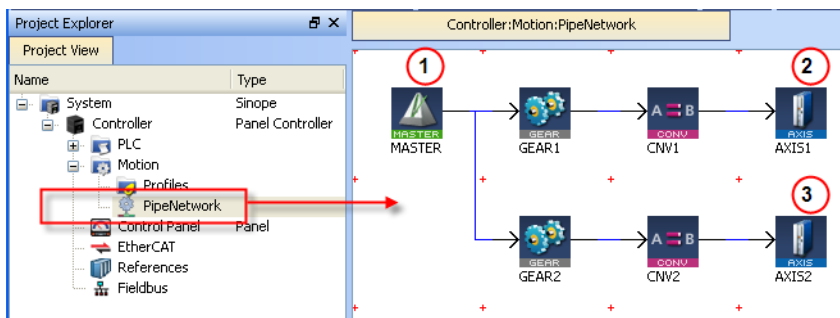 Project Explorer
Project View
Name Type
System Sinope
Controller Panel Controller
PLC
Motion
Profiles
PipeNetwork
Control Panel Panel
EtherCAT
References
Fieldbus
Controller:Motion:PipeNetwork
1
2
MASTER GEAR A B CONV AXIS
MASTER GEAR1 CNV1 AXIS1
3
GEAR A B CONV AXIS
GEAR2 CNV2 AXIS2